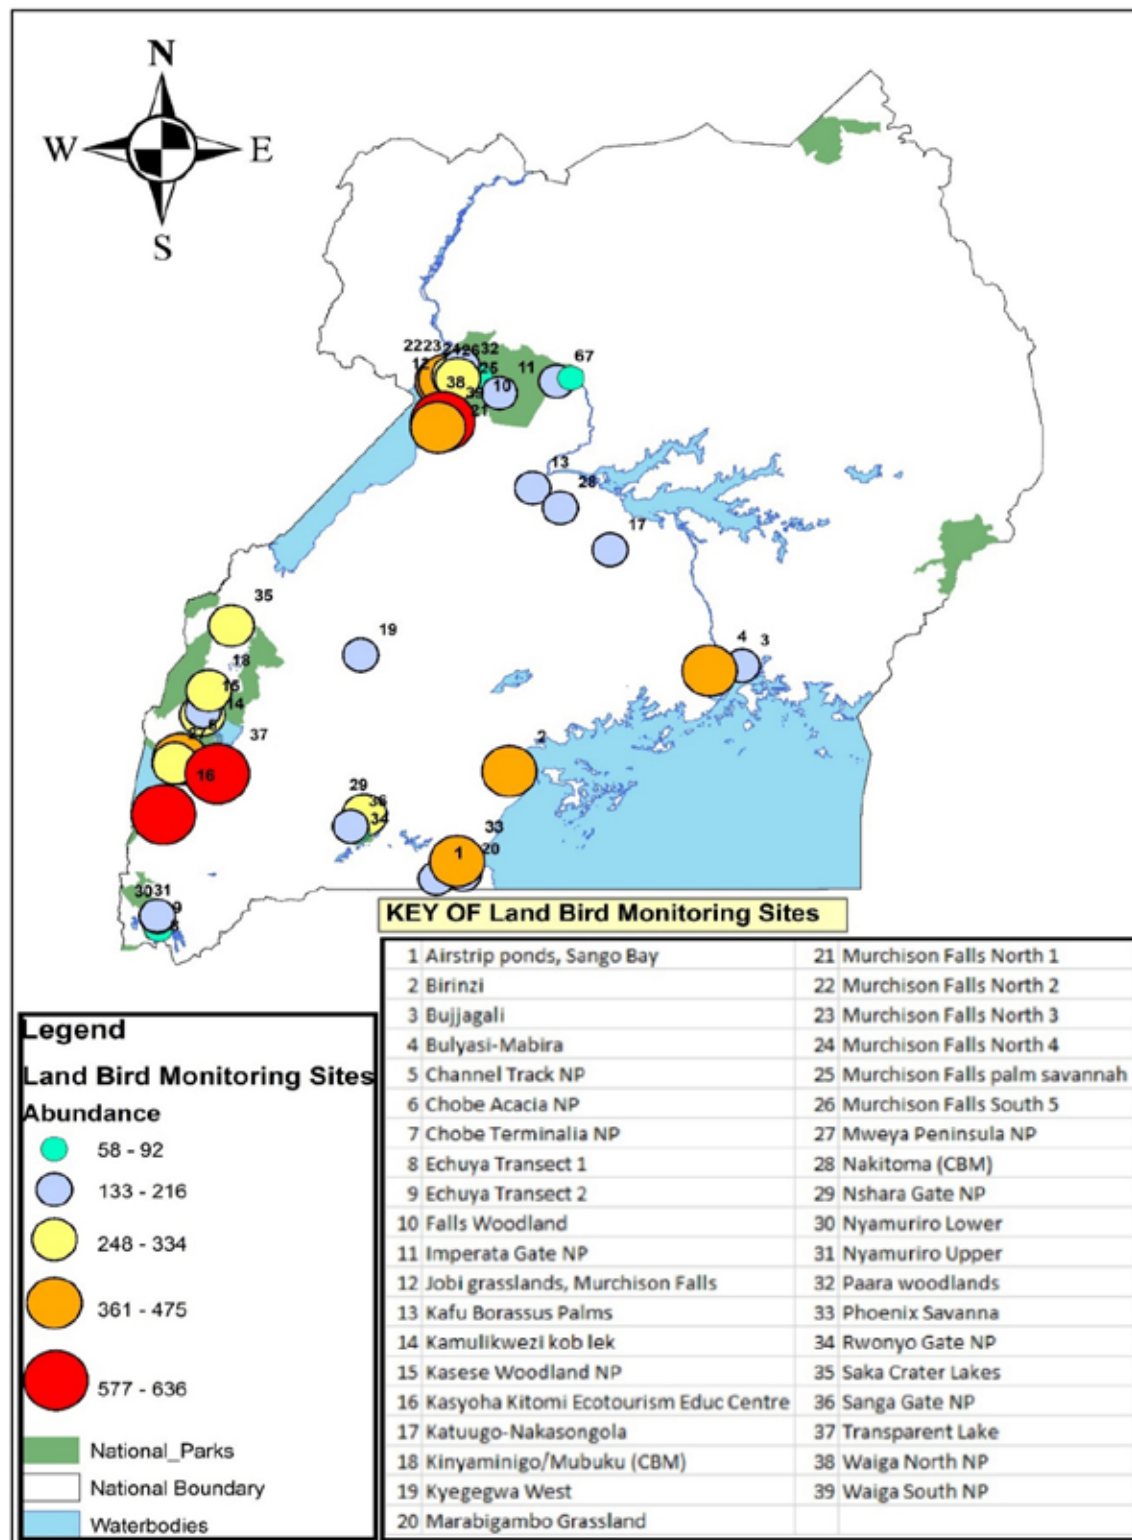 N
W E
S
22 23 24 26 32
12 25 11 67
38 10
39
21
13
28
17
35
19
18
4 3
15
14
5
37
2
27
16
29
36
34
33
1 20
30 31
9
8
KEY OF Land Bird Monitoring Sites
1 Airstrip ponds, Sango Bay 21 Murchison Falls North 1
2 Birinzi 22 Murchison Falls North 2
3 Bujjagali 23 Murchison Falls North 3
4 Bulyasi-Mabira 24 Murchison Falls North 4
5 Channel Track NP 25 Murchison Falls palm savannah
6 Chobe Acacia NP 26 Murchison Falls South 5
7 Chobe Terminalia NP 27 Mweya Peninsula NP
8 Echuya Transect 1 28 Nakitoma (CBM)
9 Echuya Transect 2 29 Nshara Gate NP
10 Falls Woodland 30 Nyamuriro Lower
11 Imperata Gate NP 31 Nyamuriro Upper
12 Jobi grasslands, Murchison Falls 32 Paara woodlands
13 Kafu Borassus Palms 33 Phoenix Savanna
14 Kamulikwezi kob lek 34 Rwonyo Gate NP
15 Kasese Woodland NP 35 Saka Crater Lakes
16 Kasyoha Kitomi Ecotourism Educ Centre 36 Sanga Gate NP
17 Katuugo-Nakasongola 37 Transparent Lake
18 Kinyaminigo/Mubuku (CBM) 38 Waiga North NP
19 Kyegegwa West 39 Waiga South NP
20 Marabigambo Grassland
Legend
Land Bird Monitoring Sites
Abundance
58 - 92
133 - 216
248 - 334
361 - 475
577 - 636
National_Parks
National Boundary
Waterbodies